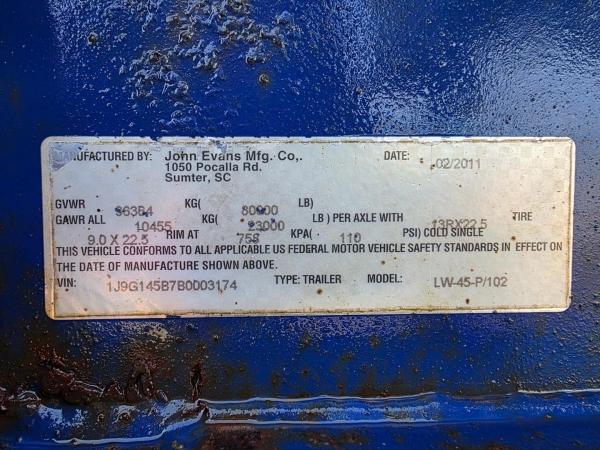 MANUFACTURED BY: John Evans Mfg. Co,. DATE: 02/2011
1050 Pocalla Rd.
Sumter, SC
GVWR 36364 KG( 80000 LB)
GAWR ALL 10455 KG( 23000 LB) PER AXLE WITH 13RX22.5 TIRE
9.0 X 22.5 RIM AT 758 KPA( 110 PSI) COLD SINGLE
THIS VEHICLE CONFORMS TO ALL APPLICABLE US FEDERAL MOTOR VEHICLE SAFETY STANDARDS IN EFFECT ON
THE DATE OF MANUFACTURE SHOWN ABOVE.
VIN: 1J9G145B7B0003174 TYPE: TRAILER MODEL: LW-45-P/102